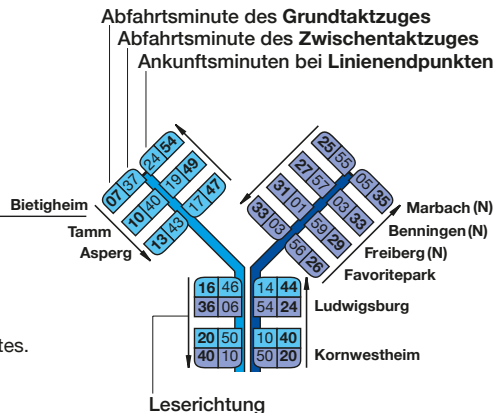 Abfahrtsminute des Grundtaktzuges
Abfahrtsminute des Zwischentaktzuges
Ankunftsminuten bei Linienendpunkten
07 37 24 54
10 40 19 49
13 43 17 47
25 55 05 35
27 57 03 33
31 01 59 29
33 03 56 26
Bietigheim
Tamm
Asperg
Marbach (N)
Benningen (N)
Freiberg (N)
Favoritepark
16 46 14 44
36 06 54 24
Ludwigsburg
20 50 10 40
40 10 50 20
Kornwestheim
tes.
Leserichtung